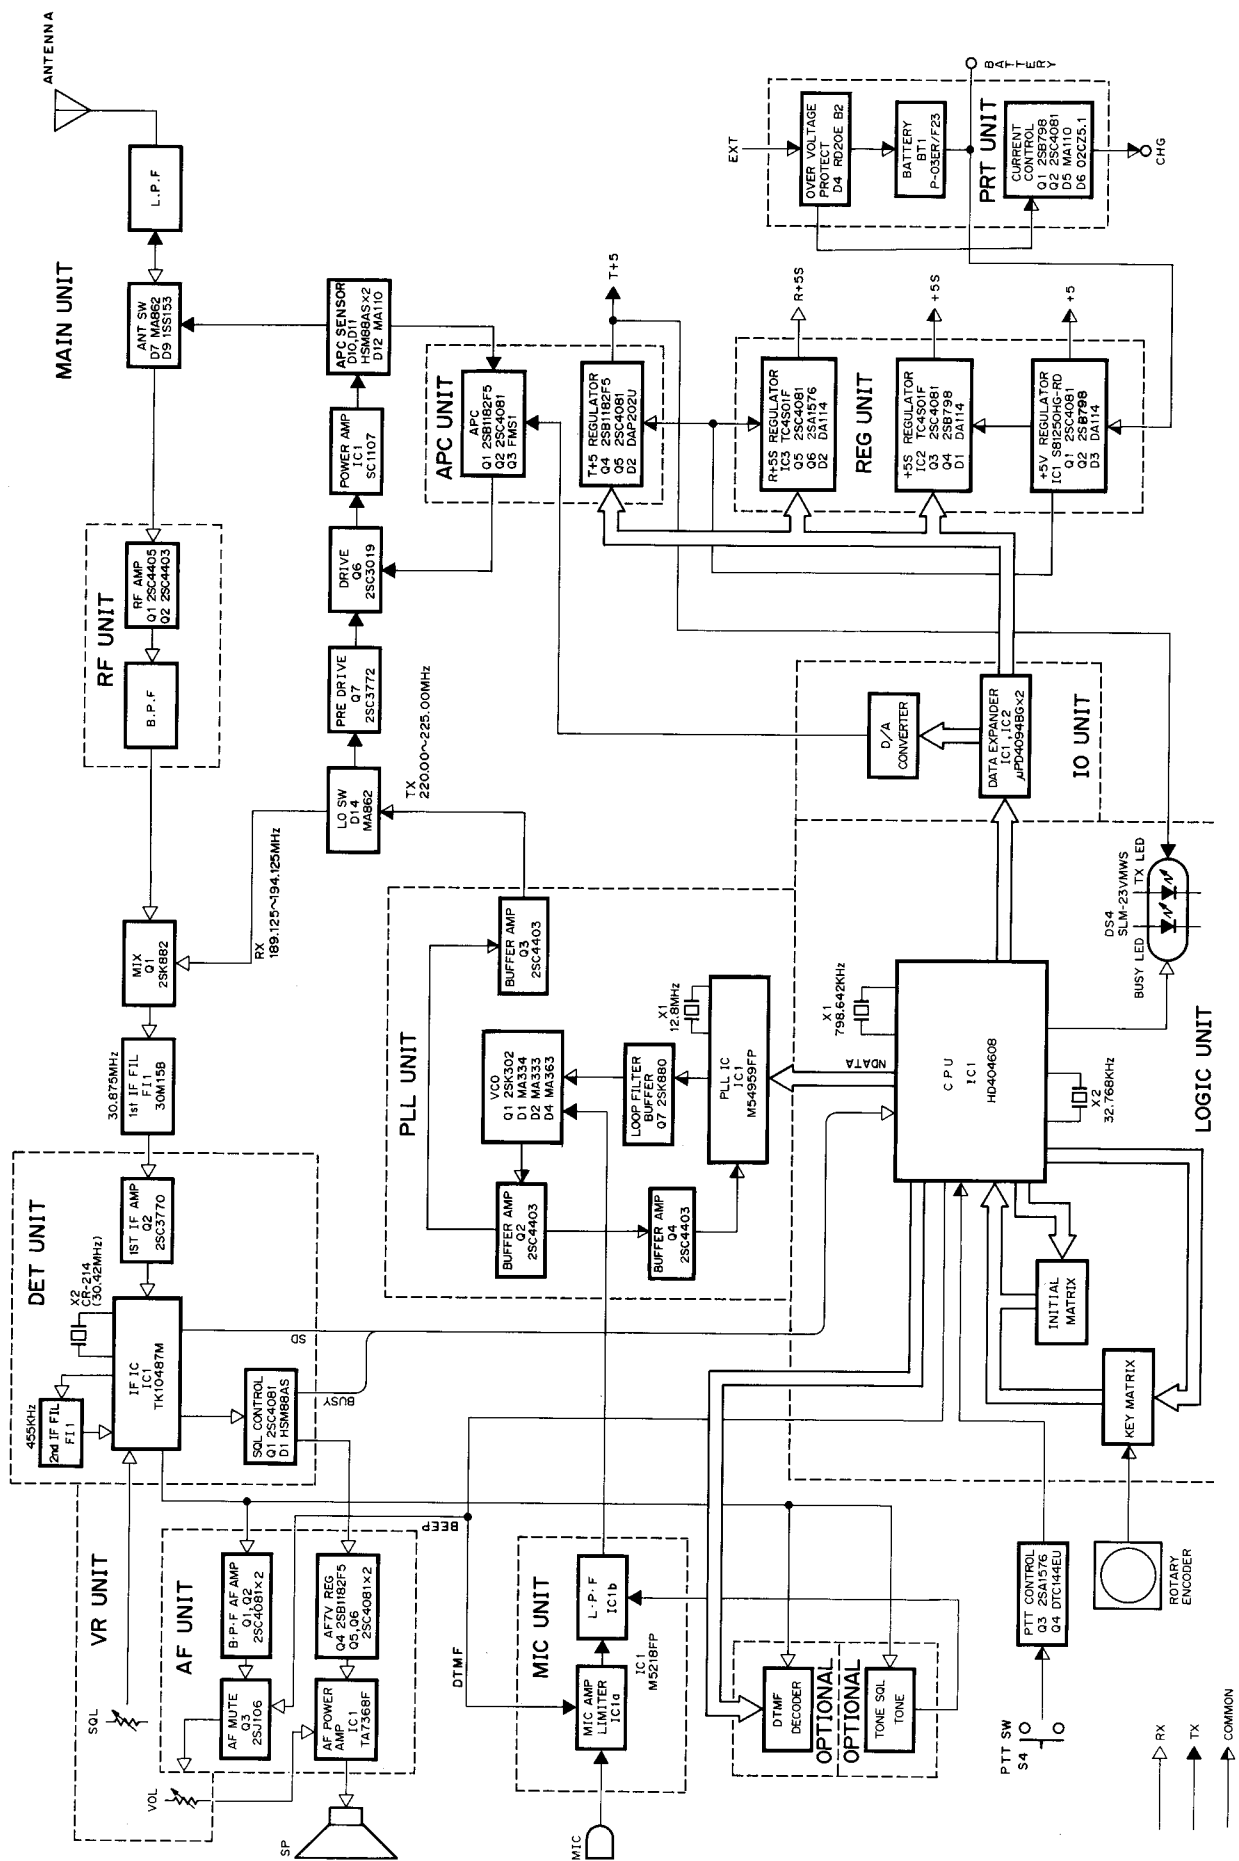 ANTENNA
MAIN UNIT
L.P.F
ANT SW
D7 MA862
D9 1SS153
RF UNIT
RF AMP
Q1 2SC4405
Q2 2SC4403
B.P.F
MIX
Q1
2SK882
30.875MHz
1st IF FIL
FI1
30M15B
DET UNIT
1ST IF AMP
Q2
2SC3770
X2
CR-214
(30.42MHz)
IF IC
IC1
TK10487M
455KHz
2nd IF FIL
FI1
SQL CONTROL
Q1 2SC4081
D1 HSM88AS
SD
BUSY
VR UNIT
SQL
VOL
AF UNIT
B.P.F AF AMP
Q1,Q2
2SC4081×2
AF7V REG
Q4 2SB1182F5
Q5,Q6
2SC4081×2
AF MUTE
Q3
2SJ106
AF POWER
AMP
IC1
TA7368F
SP
BEEP
DTMF
APC SENSOR
D10,D11
HSM88AS×2
D12 MA110
POWER AMP
IC1
SC1107
DRIVE
Q6
2SC3019
PRE DRIVE
Q7
2SC3772
LO SW
D14
MA862
TX
220.00～225.00MHz
RX
189.125～194.125MHz
APC UNIT
APC
Q1 2SB1182F5
Q2 2SC4081
Q3 FMS1
T+5 REGULATOR
Q4 2SB1182F5
Q5 2SC4081
D2 DAP202U
T+5
REG UNIT
R+5S REGULATOR
IC3 TC4S01F
Q5 2SC4081
Q6 2SA1576
D2 DA114
R+5S
+5S REGULATOR
IC2 TC4S01F
Q3 2SC4081
Q4 2SB798
D1 DA114
+5S
+5V REGULATOR
IC1 S81250HG-RD
Q1 2SC4081
Q2 2SB798
D3 DA114
+5
PRT UNIT
EXT
OVER VOLTAGE
PROTECT
D4 RD20E B2
BATTERY
BT1
P-03ER/F23
CURRENT
CONTROL
Q1 2SB798
Q2 2SC4081
D5 MA110
D6 02CZ5.1
BATTERY
CHG
PLL UNIT
BUFFER AMP
Q3
2SC4403
VCO
Q1 2SK302
D1 MA334
D2 MA333
D4 MA363
BUFFER AMP
Q2
2SC4403
LOOP FILTER
BUFFER
Q7 2SK880
BUFFER AMP
Q4
2SC4403
X1
12.8MHz
PLL IC
IC1
M54959FP
NDATA
IO UNIT
D/A
CONVERTER
DATA EXPANDER
IC1,IC2
μPD4094BG×2
LOGIC UNIT
X1
798.642KHz
CPU
IC1
HD404608
X2
32.768KHz
DS4
SLM-23VMWS
BUSY LED
TX LED
INITIAL
MATRIX
KEY MATRIX
MIC UNIT
MIC
MIC AMP
LIMITER
IC1a
L.P.F
IC1b
IC1
M5218FP
DTMF
DECODER
OPTIONAL
OPTIONAL
TONE SQL
TONE
PTT SW
S4
PTT CONTROL
Q3 2SA1576
Q4 DTC144EU
ROTARY
ENCODER
RX
TX
COMMON